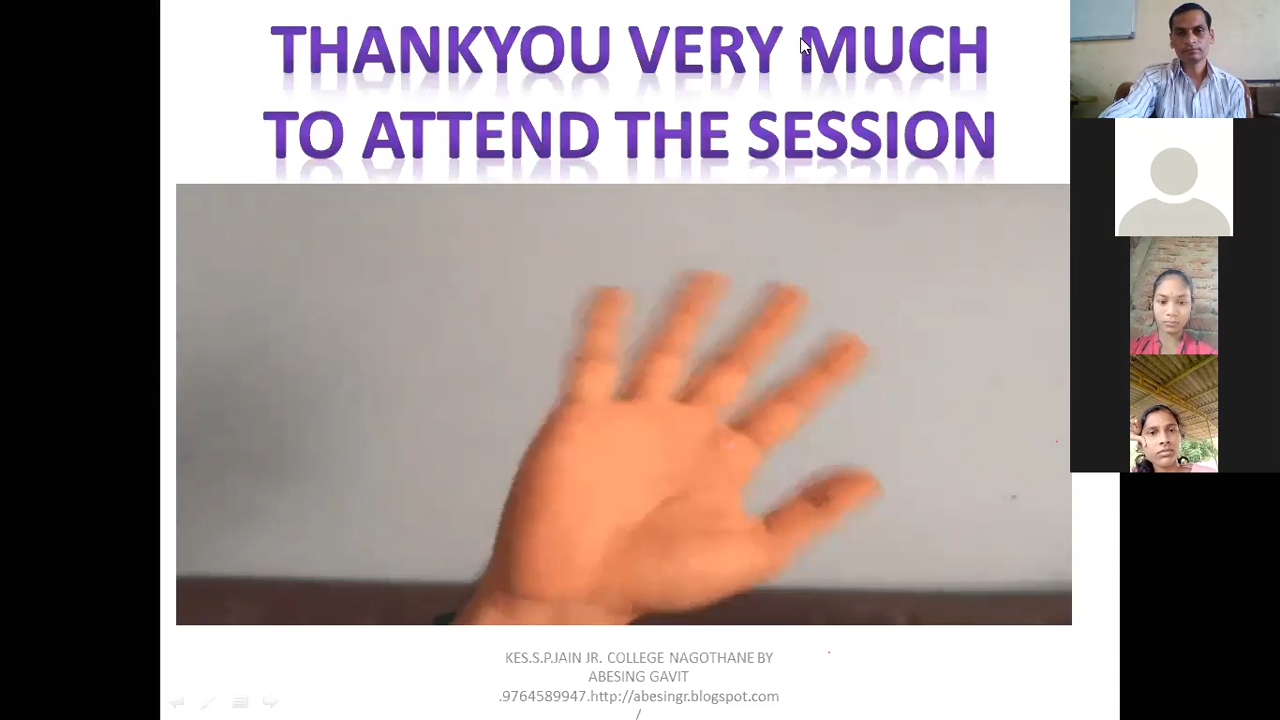 THANKYOU VERY MUCH
TO ATTEND THE SESSION
KES.S.P.JAIN JR. COLLEGE NAGOTHANE BY
ABESING GAVIT
.9764589947.http://abesingr.blogspot.com
/